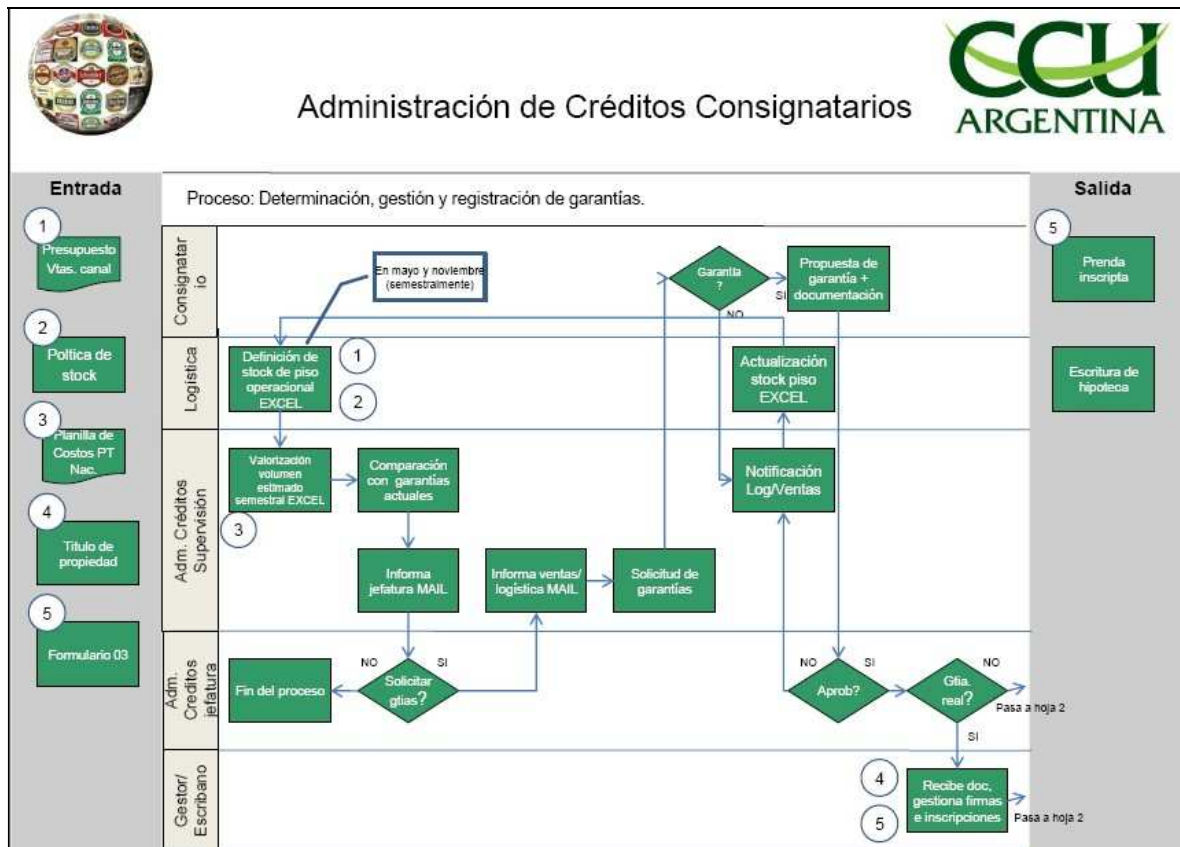 CCU
ARGENTINA
Administración de Créditos Consignatarios
Entrada
1
Presupuesto
Vtas. canal
2
Poltica de
stock
3
Planilla de
Costos PT
Nac.
4
Titulo de
propiedad
5
Formulario 03
Proceso: Determinación, gestión y registración de garantías.
Consignatar
io
En mayo y noviembre
(semestralmente)
Garantia
?
SI
NO
Propuesta de
garantía +
documentación
Logística
Definición de
stock de piso
operacional
EXCEL
1
2
Actualización
stock piso
EXCEL
Adm. Créditos
Supervisión
Valorización
volumen
estimado
semestral EXCEL
3
Comparación
con garantías
actuales
Notificación
Log/Ventas
Informa
jefatura MAIL
Informa ventas/
logística MAIL
Solicitud de
garantías
Adm.
Creditos
jefatura
Fin del proceso
NO
SI
Solicitar
gtias?
NO
SI
Aprob?
NO
Gtia.
real?
Pasa a hoja 2
SI
Gestor/
Escribano
4
5
Recibe doc,
gestiona firmas
e inscripciones
Pasa a hoja 2
Salida
5
Prenda
inscripta
Escritura de
hipoteca